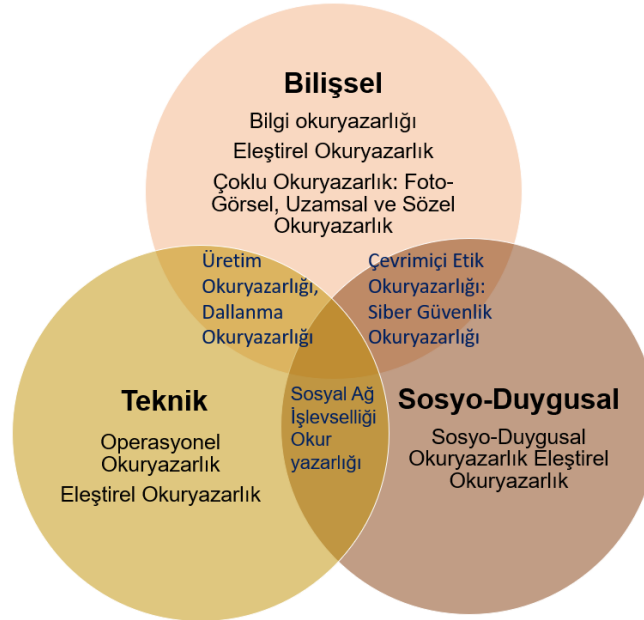 Bilişsel
Bilgi okuryazarlığı
Eleştirel Okuryazarlık
Çoklu Okuryazarlık: Foto-
Görsel, Uzamsal ve Sözel
Okuryazarlık
Üretim
Okuryazarlığı,
Dallanma
Okuryazarlığı
Çevrimiçi Etik
Okuryazarlığı:
Siber Güvenlik
Okuryazarlığı
Teknik
Operasyonel
Okuryazarlık
Eleştirel Okuryazarlık
Sosyal Ağ
İşlevselliği
Okur
yazarlığı
Sosyo-Duygusal
Sosyo-Duygusal
Okuryazarlık Eleştirel
Okuryazarlık